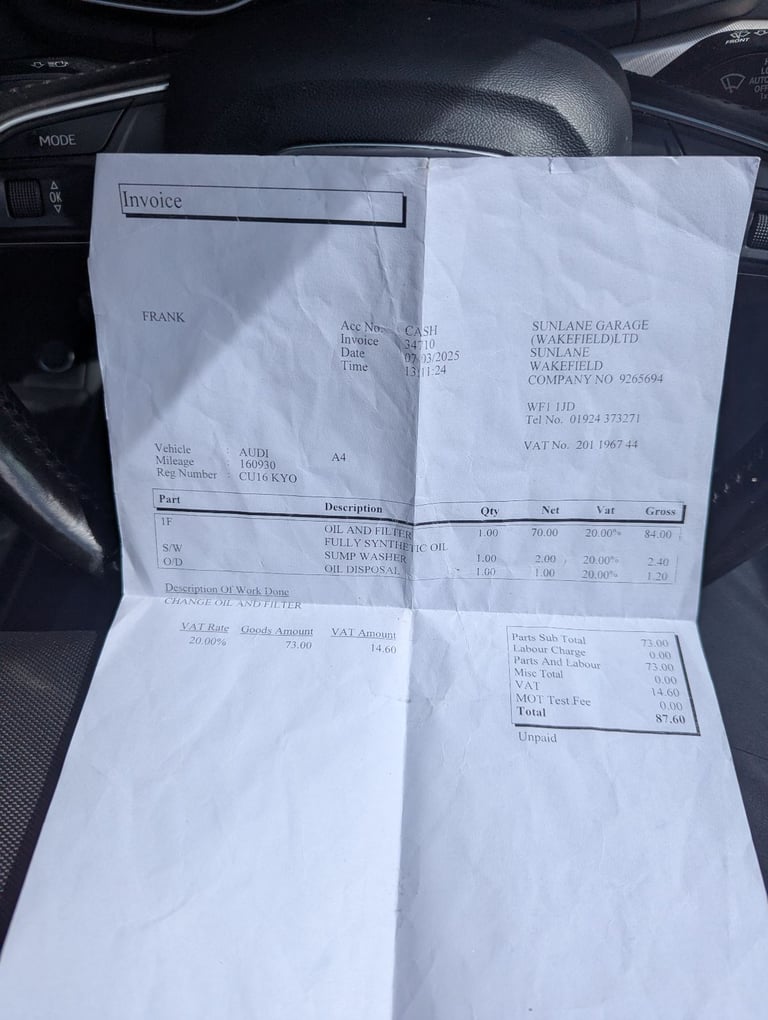 FRONT
AUTO
OFF
1x
MODE
OK
Invoice
FRANK
Acc No. : CASH
Invoice 34710
Date 07/03/2025
Time 13:11:24
SUNLANE GARAGE
(WAKEFIELD)LTD
SUNLANE
WAKEFIELD
COMPANY NO 9265694
WF1 1JD
Tel No. 01924 373271
VAT No. 201 1967 44
Vehicle : AUDI A4
Mileage : 160930
Reg Number : CU16 KYO
Part Description Qty Net Vat Gross
1F OIL AND FILTER 1.00 70.00 20.00% 84.00
FULLY SYNTHETIC OIL
S/W SUMP WASHER 1.00 2.00 20.00% 2.40
O/D OIL DISPOSAL 1.00 1.00 20.00% 1.20
Description Of Work Done
CHANGE OIL AND FILTER
VAT Rate Goods Amount VAT Amount
20.00% 73.00 14.60
Parts Sub Total 73.00
Labour Charge 0.00
Parts And Labour 73.00
Misc Total 0.00
VAT 14.60
MOT Test Fee 0.00
Total 87.60
Unpaid